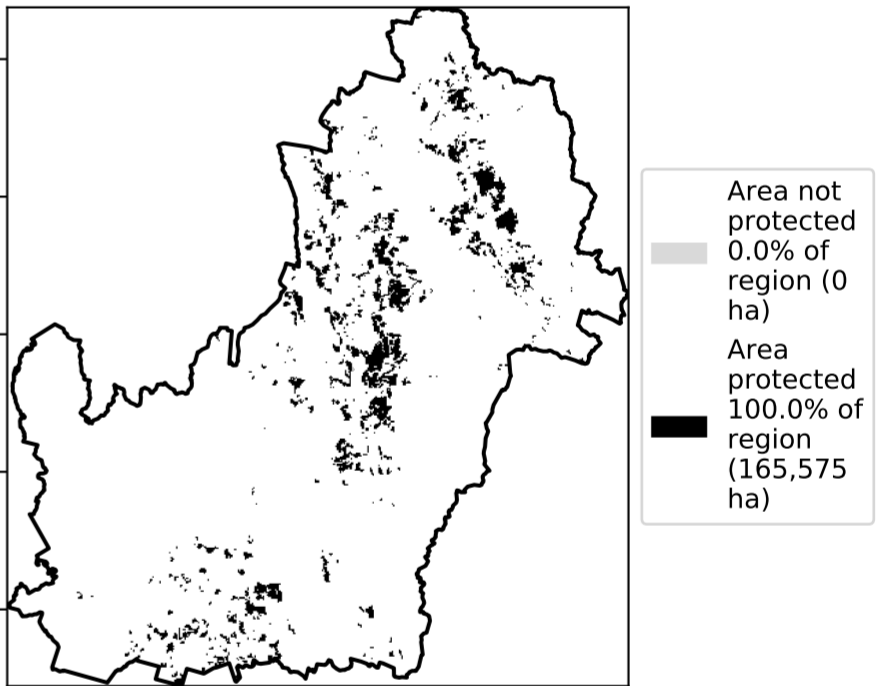 Area not
protected
0.0% of
region (0
ha)
Area
protected
100.0% of
region
(165,575
ha)